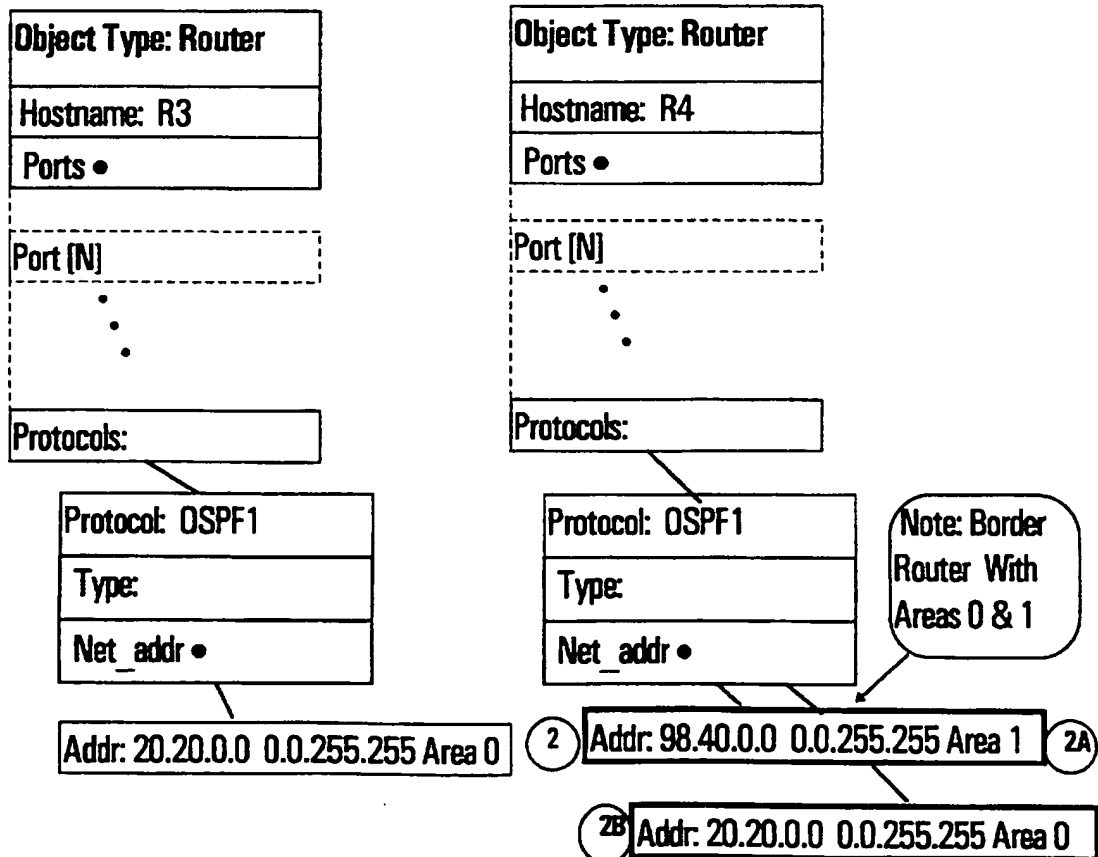 Object Type: Router
Hostname: R3
Ports •
Port [N]
Protocols:
Protocol: OSPF1
Type:
Net_addr •
Addr: 20.20.0.0 0.0.255.255 Area 0
Object Type: Router
Hostname: R4
Ports •
Port [N]
Protocols:
Protocol: OSPF1
Type:
Net_addr •
Note: Border
Router With
Areas 0 & 1
2 Addr: 98.40.0.0 0.0.255.255 Area 1 2A
2B Addr: 20.20.0.0 0.0.255.255 Area 0